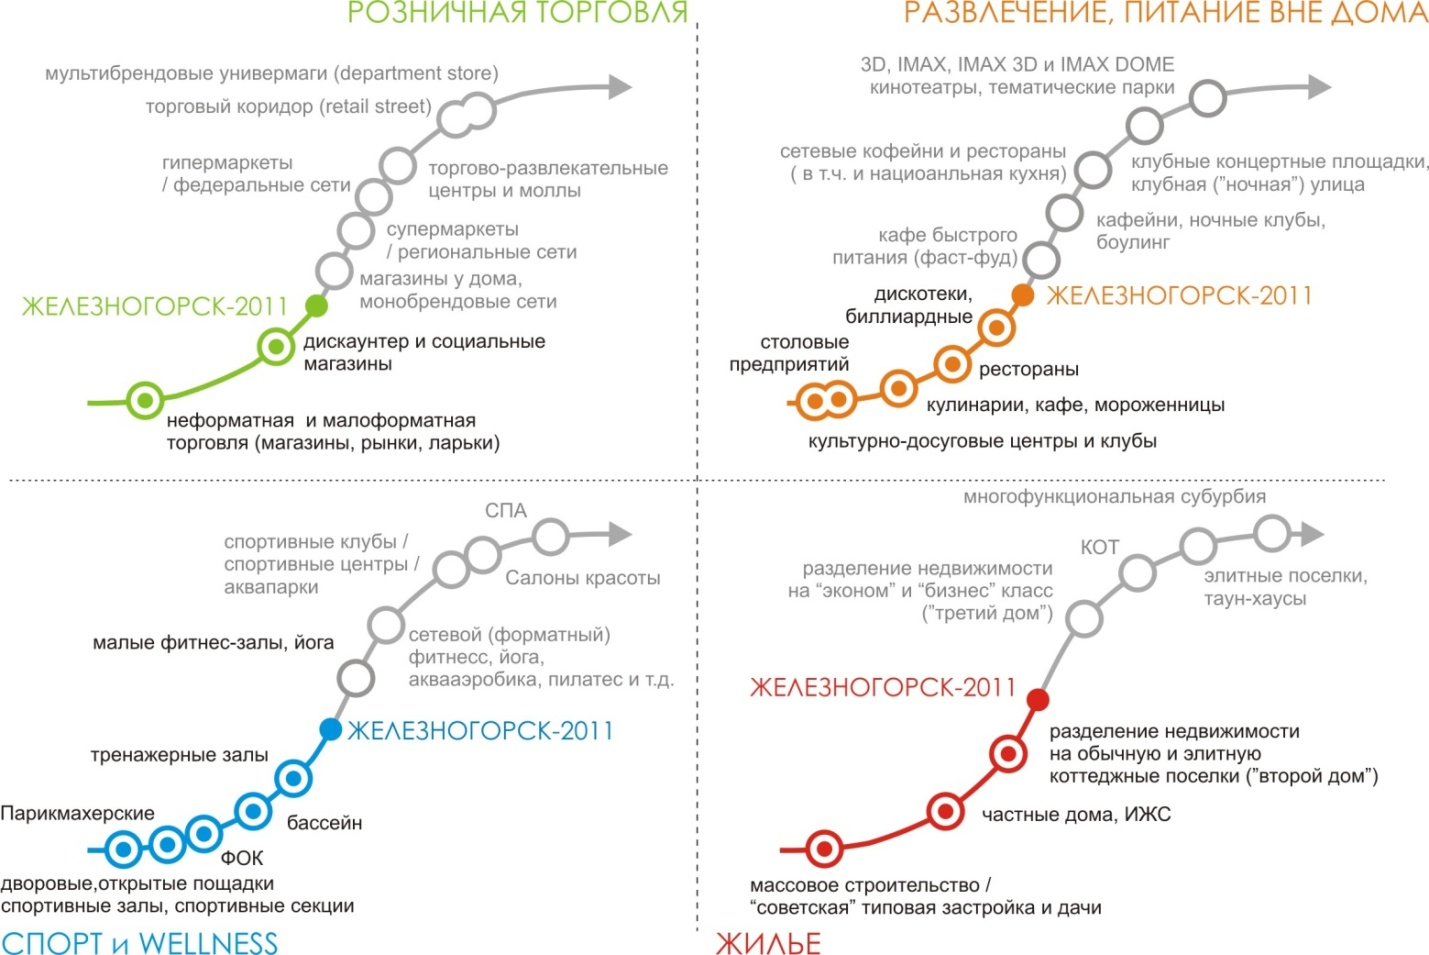 РОЗНИЧНАЯ ТОРГОВЛЯ
мультибрендовые универмаги (department store)
торговый коридор (retail street)
гипермаркеты
/ федеральные сети
торгово-развлекательные
центры и моллы
супермаркеты
/ региональные сети
магазины у дома,
монобрендовые сети
ЖЕЛЕЗНОГОРСК-2011
дискаунтер и социальные
магазины
неформатная и малоформатная
торговля (магазины, рынки, ларьки)
РАЗВЛЕЧЕНИЕ, ПИТАНИЕ ВНЕ ДОМА
3D, IMAX, IMAX 3D и IMAX DOME
кинотеатры, тематические парки
сетевые кофейни и рестораны
( в т.ч. и нациоанльная кухня)
клубные концертные площадки,
клубная ("ночная") улица
кафейни, ночные клубы,
боулинг
кафе быстрого
питания (фаст-фуд)
дискотеки,
биллиардные
ЖЕЛЕЗНОГОРСК-2011
столовые
предприятий
рестораны
кулинарии, кафе, мороженницы
культурно-досуговые центры и клубы
СПА
спортивные клубы /
спортивные центры /
аквапарки
Салоны красоты
малые фитнес-залы, йога
сетевой (форматный)
фитнесс, йога,
аквааэробика, пилатес и т.д.
ЖЕЛЕЗНОГОРСК-2011
тренажерные залы
Парикмахерские
бассейн
ФОК
дворовые,открытые пощадки
спортивные залы, спортивные секции
СПОРТ и WELLNESS
многофункциональная субурбия
КОТ
разделение недвижимости
на “эконом” и “бизнес” класс
("третий дом”)
элитные поселки,
таун-хаусы
ЖЕЛЕЗНОГОРСК-2011
разделение недвижимости
на обычную и элитную
коттеджные поселки ("второй дом”)
частные дома, ИЖС
массовое строительство /
“советская” типовая застройка и дачи
ЖИЛЬЕ